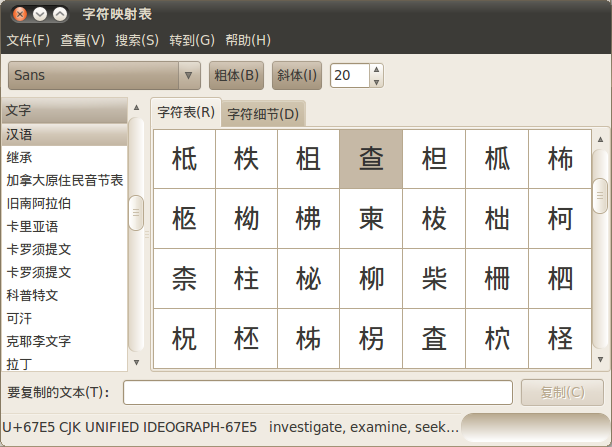 字符映射表
文件(F) 查看(V) 搜索(S) 转到(G) 帮助(H)
Sans 粗体(B) 斜体(I) 20
文字
汉语
继承
加拿大原住民音节表
旧南阿拉伯
卡里亚语
卡罗须提文
卡罗须提文
科普特文
可汗
克耶李文字
拉丁
字符表(R) 字符细节(D)
柢 柣 柤 查 柦 柧 柨
柩 柪 柫 柬 柭 柮 柯
柰 柱 柲 柳 柴 柵 柶
柷 柸 柹 柺 査 柼 柽
要复制的文本(T)： 复制(C)
U+67E5 CJK UNIFIED IDEOGRAPH-67E5 investigate, examine, seek...